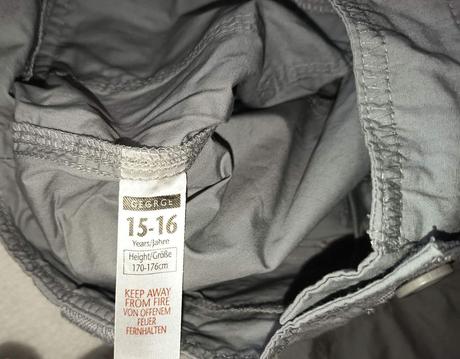 GEORGE
15-16
Years/Jahre
Height/Größe
170-176cm
KEEP AWAY
FROM FIRE
VON OFFENEM
FEUER
FERNHALTEN